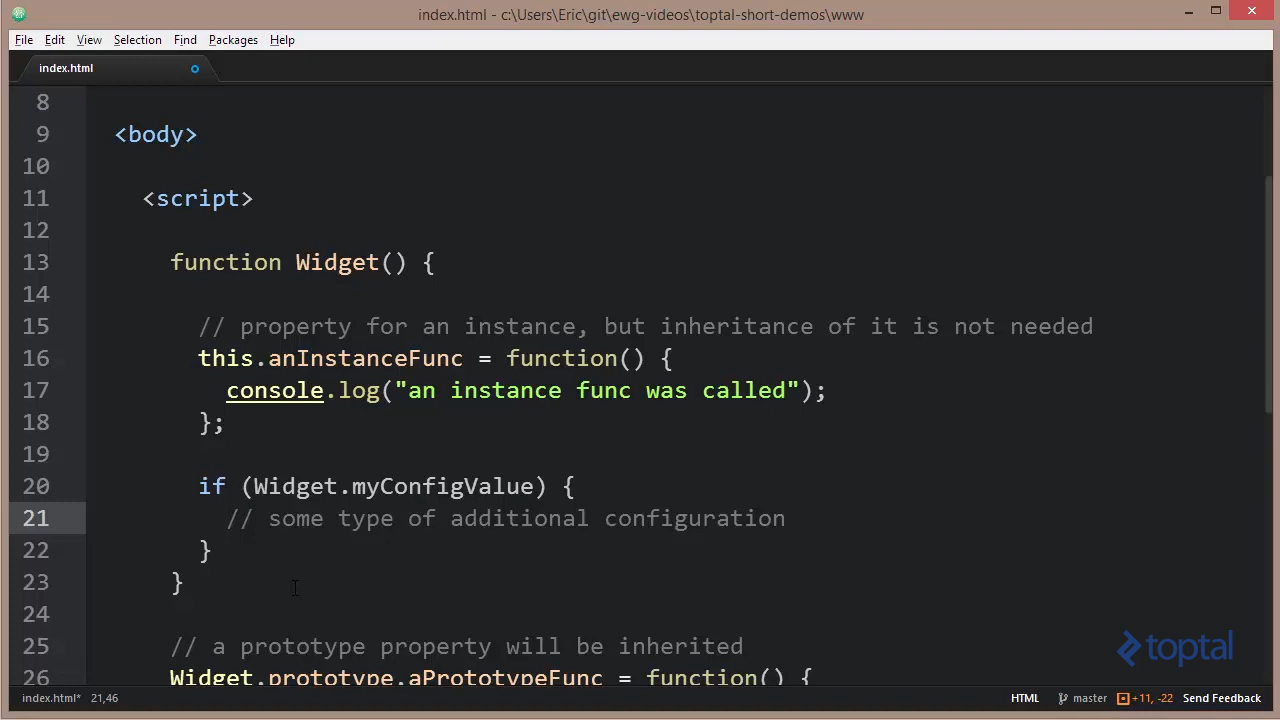 index.html - c:\Users\Eric\git\ewg-videos\toptal-short-demos\www
File Edit View Selection Find Packages Help
index.html
8
9 <body>
10
11 <script>
12
13 function Widget() {
14
15 // property for an instance, but inheritance of it is not needed
16 this.anInstanceFunc = function() {
17 console.log("an instance func was called");
18 };
19
20 if (Widget.myConfigValue) {
21 // some type of additional configuration
22 }
23 }
24
25 // a prototype property will be inherited
26 Widget.prototype.aPrototypeFunc = function() {
toptal
index.html* 21,46 HTML master +11, -22 Send Feedback